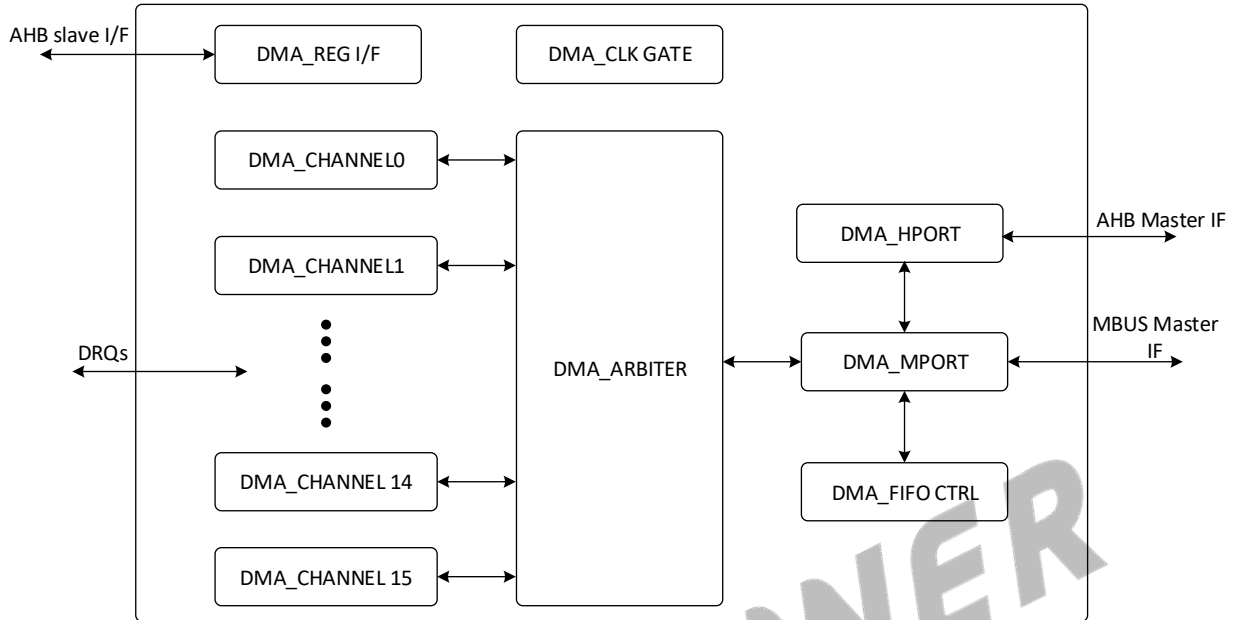 AHB slave I/F
DMA_REG I/F
DMA_CLK GATE
DMA_CHANNEL0
DMA_CHANNEL1
DRQs
DMA_ARBITER
DMA_HPORT
AHB Master IF
DMA_MPORT
MBUS Master
IF
DMA_CHANNEL 14
DMA_FIFO CTRL
DMA_CHANNEL 15